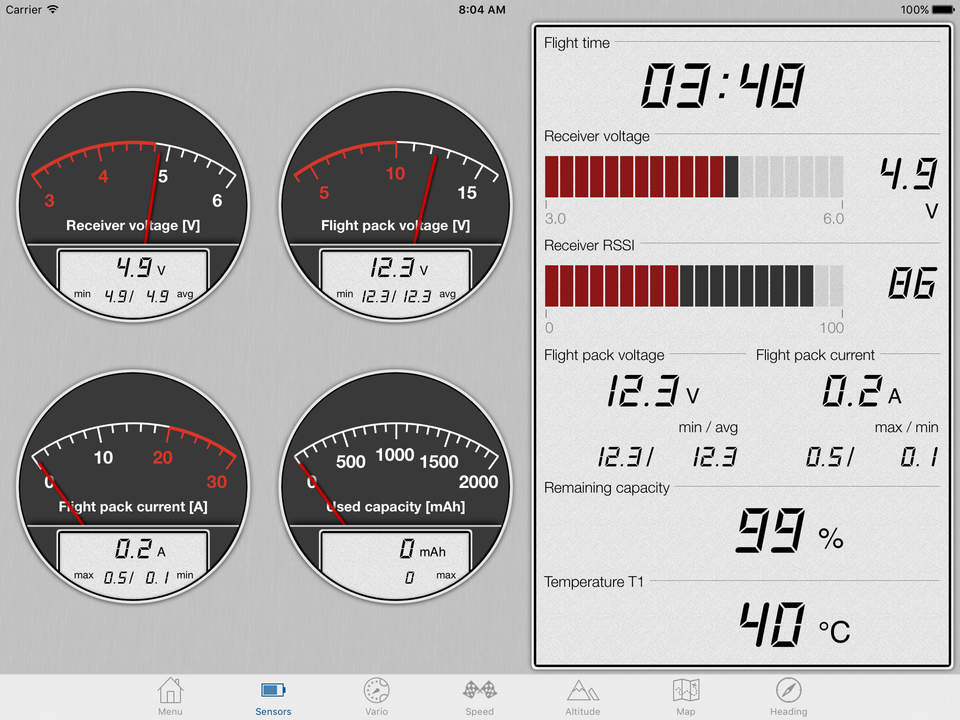 Carrier 8:04 AM 100%
3 4 5 6
Receiver voltage [V]
4.9 V
min 4.9/ 4.9 avg
5 10 15
Flight pack voltage [V]
12.3 V
min 12.3/ 12.3 avg
0 10 20 30
Flight pack current [A]
0.2 A
max 0.5/ 0.1 min
0 500 1000 1500 2000
Used capacity [mAh]
0 mAh
0 max
Flight time
03:48
Receiver voltage
4.9
V
3.0 6.0
Receiver RSSI
86
0 100
Flight pack voltage Flight pack current
12.3 V 0.2 A
min / avg max / min
12.3/ 12.3 0.5/ 0.1
Remaining capacity
99 %
Temperature T1
40 °C
Menu Sensors Vario Speed Altitude Map Heading